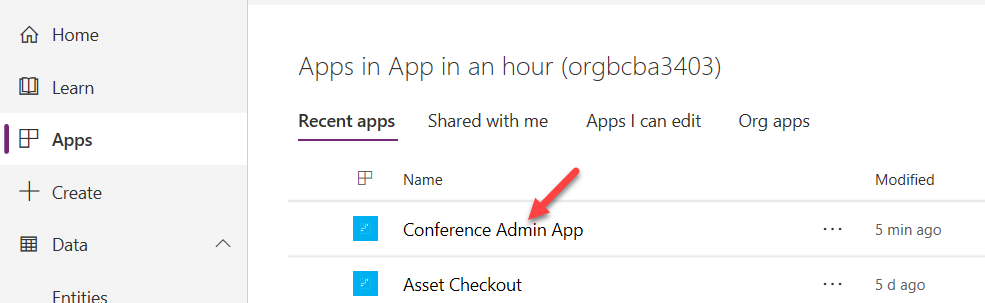 Home
Learn
Apps
Create
Data
Entities
Apps in App in an hour (orgbcba3403)
Recent apps Shared with me Apps I can edit Org apps
Name Modified
Conference Admin App ··· 5 min ago
Asset Checkout ··· 5 d ago